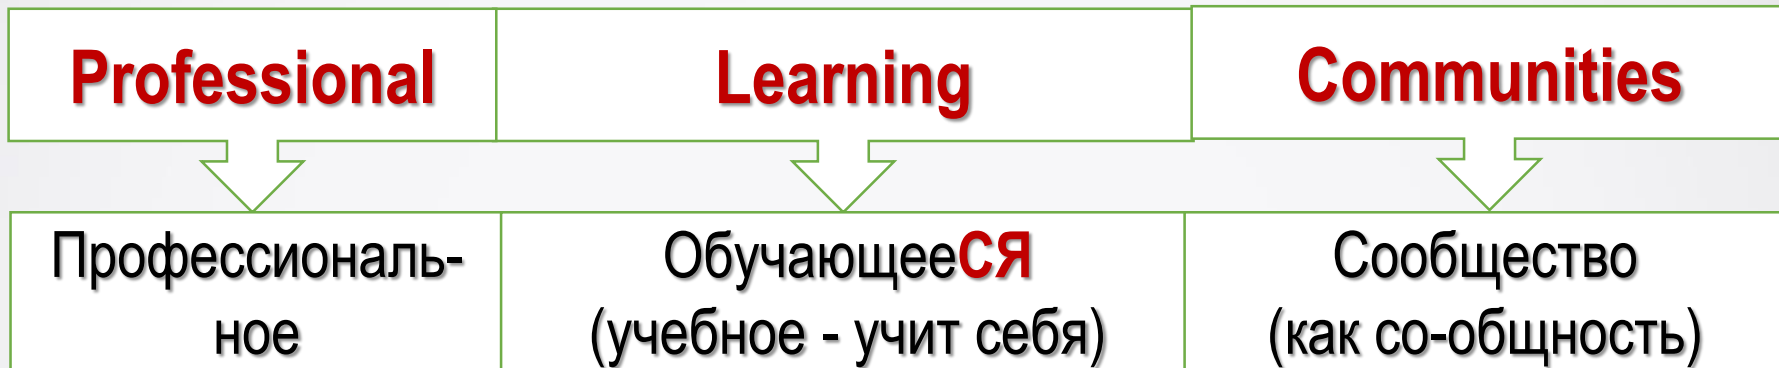 Professional
Learning
Communities
Профессиональ-
ное
ОбучающееСЯ
(учебное - учит себя)
Сообщество
(как со-общность)